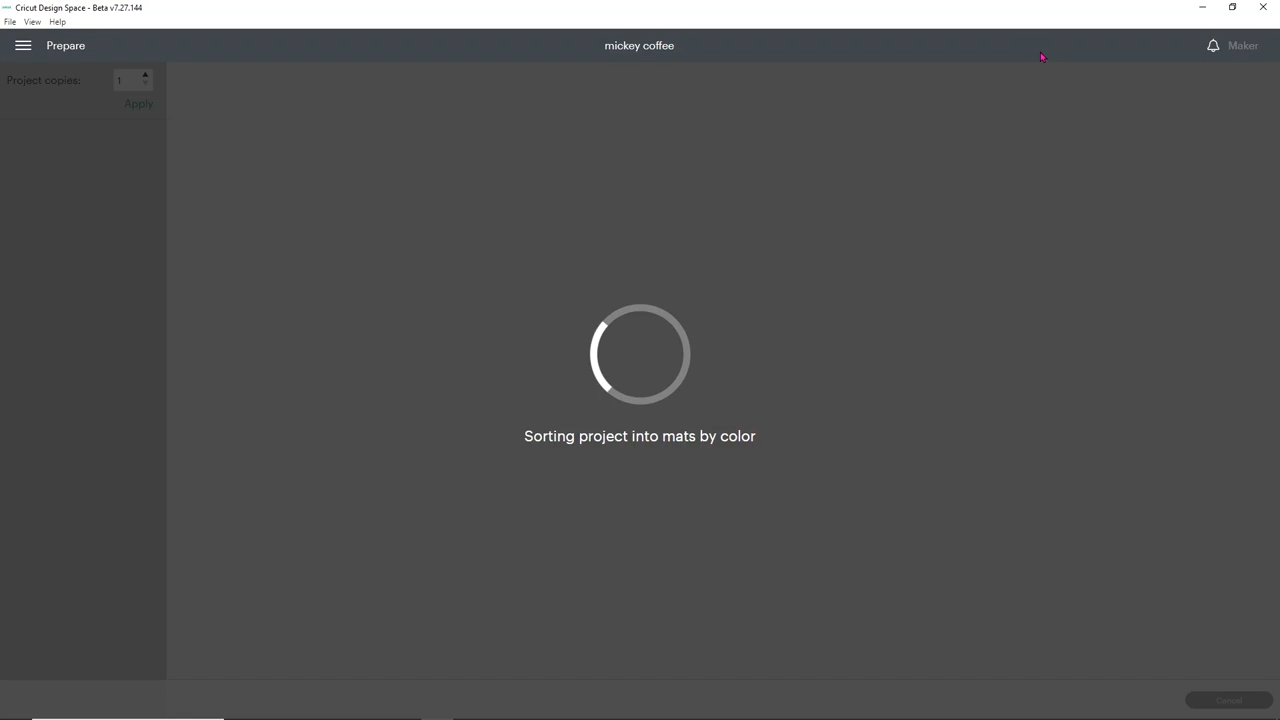 Cricut Design Space - Beta v7.27.144
File View Help
Prepare
mickey coffee
Maker
Project copies:
1
Apply
Sorting project into mats by color
Cancel